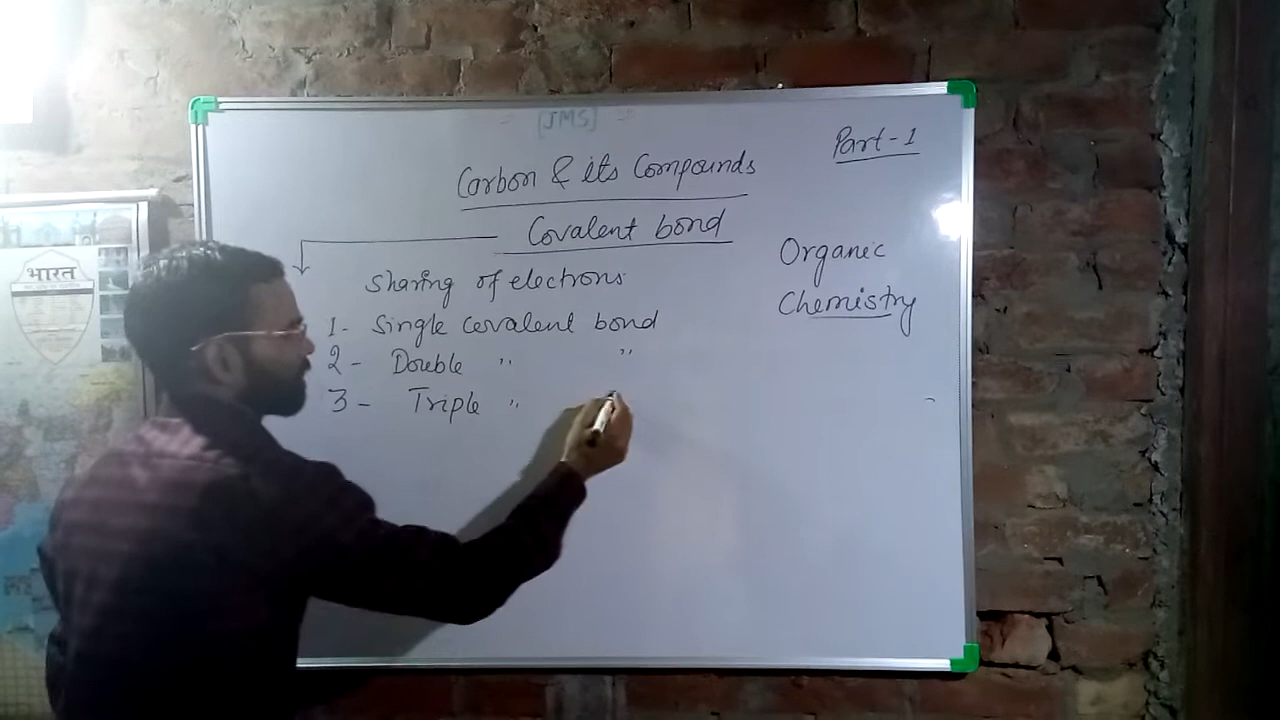 [JMS]
Part-1
Carbon & its Compounds
Covalent bond
Organic
Chemistry
Sharing of electrons
1- Single covalent bond
2- Double " "
3- Triple "
भारत